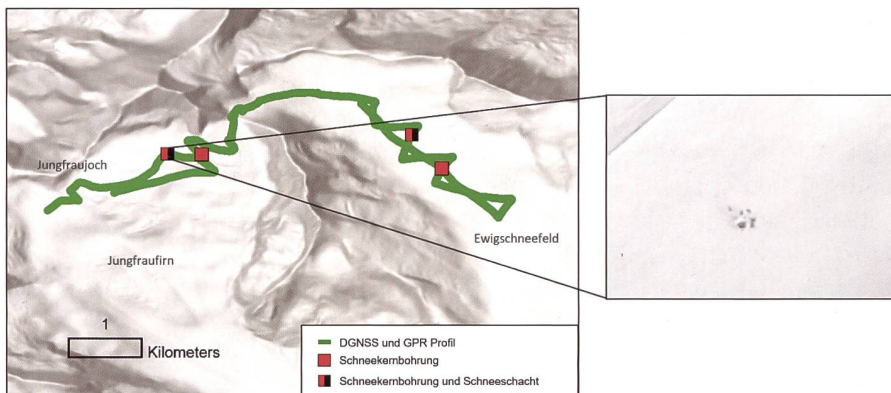 Jungfraujoch
Ewigschneefeld
Jungfraufirn
1
Kilometers
DGNSS und GPR Profil
Schneekernbohrung
Schneekernbohrung und Schneeschacht